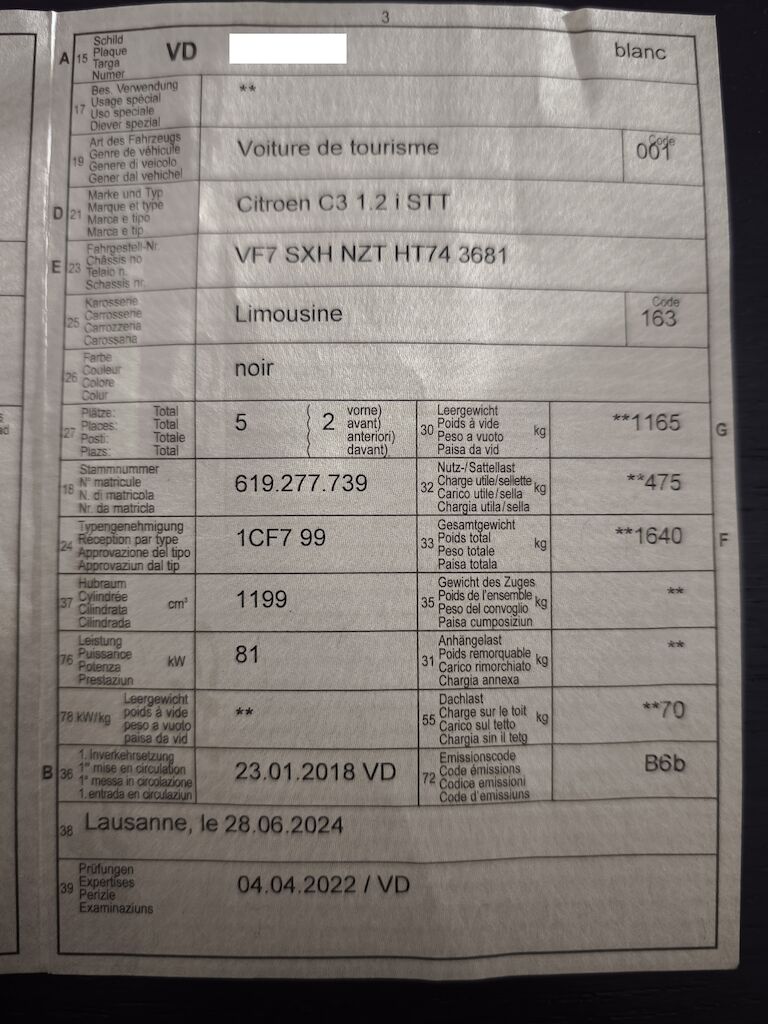 3
A 15 Schild
Plaque
Targa
Numer
VD
blanc
17 Bes. Verwendung
Usage spécial
Uso speciale
Diever spezial
**
19 Art des Fahrzeugs
Genre de véhicule
Genere di veicolo
Gener dal vehichel
Voiture de tourisme
Code
001
D 21 Marke und Typ
Marque et type
Marca e tipo
Marca e tip
Citroen C3 1.2 i STT
E 23 Fahrgestell-Nr.
Châssis no
Telaio n.
Schassis nr.
VF7 SXH NZT HT74 3681
25 Karosserie
Carrosserie
Carrozzeria
Carossaria
Limousine
Code
163
26 Farbe
Couleur
Colore
Colur
noir
27 Plätze: Total
Places: Total
Posti: Totale
Plazs: Total
5
2
vorne)
avant)
anteriori)
davant)
30 Leergewicht
Poids à vide
Peso a vuoto
Paisa da vid
kg
**1165
G
18 Stammnummer
N° matricule
N. di matricola
Nr. da matricla
619.277.739
32 Nutz-/Sattellast
Charge utile/sellette
Carico utile/sella
Chargia utila/sella
kg
**475
24 Typengenehmigung
Réception par type
Approvazione del tipo
Approvaziun dal tip
1CF7 99
33 Gesamtgewicht
Poids total
Peso totale
Paisa totala
kg
**1640
F
37 Hubraum
Cylindrée
Cilindrata
Cilindrada
cm³
1199
35 Gewicht des Zuges
Poids de l'ensemble
Peso del convoglio
Paisa cumposiziun
kg
**
76 Leistung
Puissance
Potenza
Prestaziun
kW
81
31 Anhängelast
Poids remorquable
Carico rimorchiato
Chargia annexa
kg
**
78 kW/kg
Leergewicht
poids à vide
peso a vuoto
paisa da vid
**
55 Dachlast
Charge sur le toit
Carico sul tetto
Chargia sin il tetg
kg
**70
B 36 1. Inverkehrsetzung
1re mise en circulation
1a messa in circolazione
1. entrada en circulaziun
23.01.2018 VD
72 Emissionscode
Code émissions
Codice emissioni
Code d'emissiuns
B6b
38 Lausanne, le 28.06.2024
39 Prüfungen
Expertises
Perizie
Examinaziuns
04.04.2022 / VD